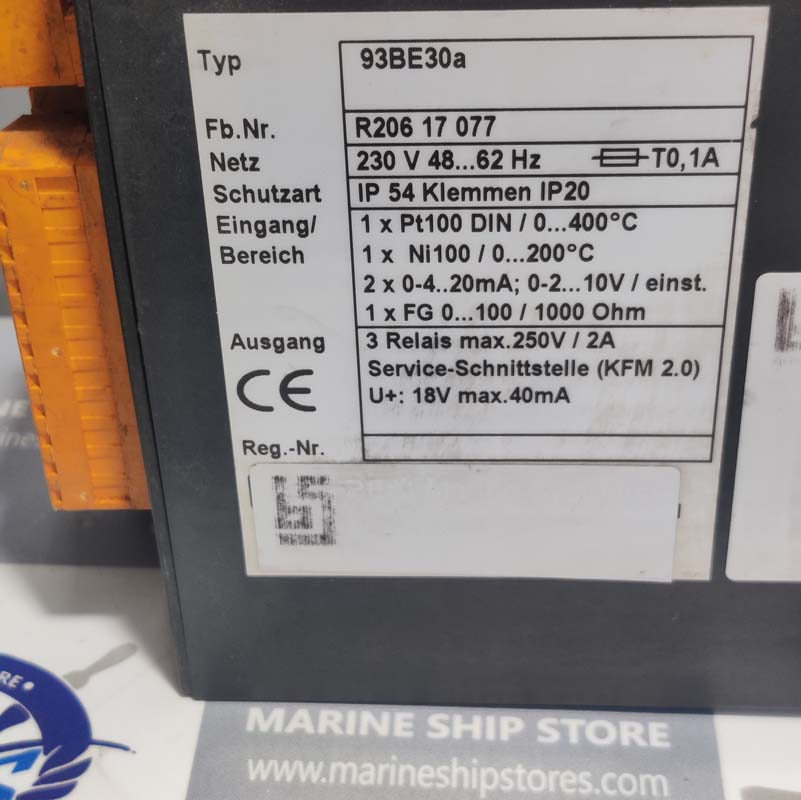 Typ 93BE30a
Fb.Nr. R206 17 077
Netz 230 V 48...62 Hz T0,1A
Schutzart IP 54 Klemmen IP20
Eingang/ 1 x Pt100 DIN / 0...400°C
Bereich 1 x Ni100 / 0...200°C
2 x 0-4..20mA; 0-2...10V / einst.
1 x FG 0...100 / 1000 Ohm
Ausgang 3 Relais max.250V / 2A
CE Service-Schnittstelle (KFM 2.0)
U+: 18V max.40mA
Reg.-Nr.
MARINE SHIP STORE
www.marineshipstores.com